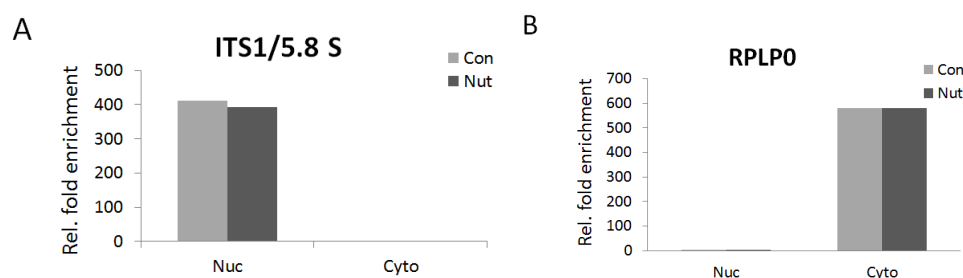 A
ITS1/5.8 S
Con
Nut
Rel. fold enrichment
500
400
300
200
100
0
Nuc Cyto
B
RPLP0
Con
Nut
Rel. fold enrichment
700
600
500
400
300
200
100
0
Nuc Cyto